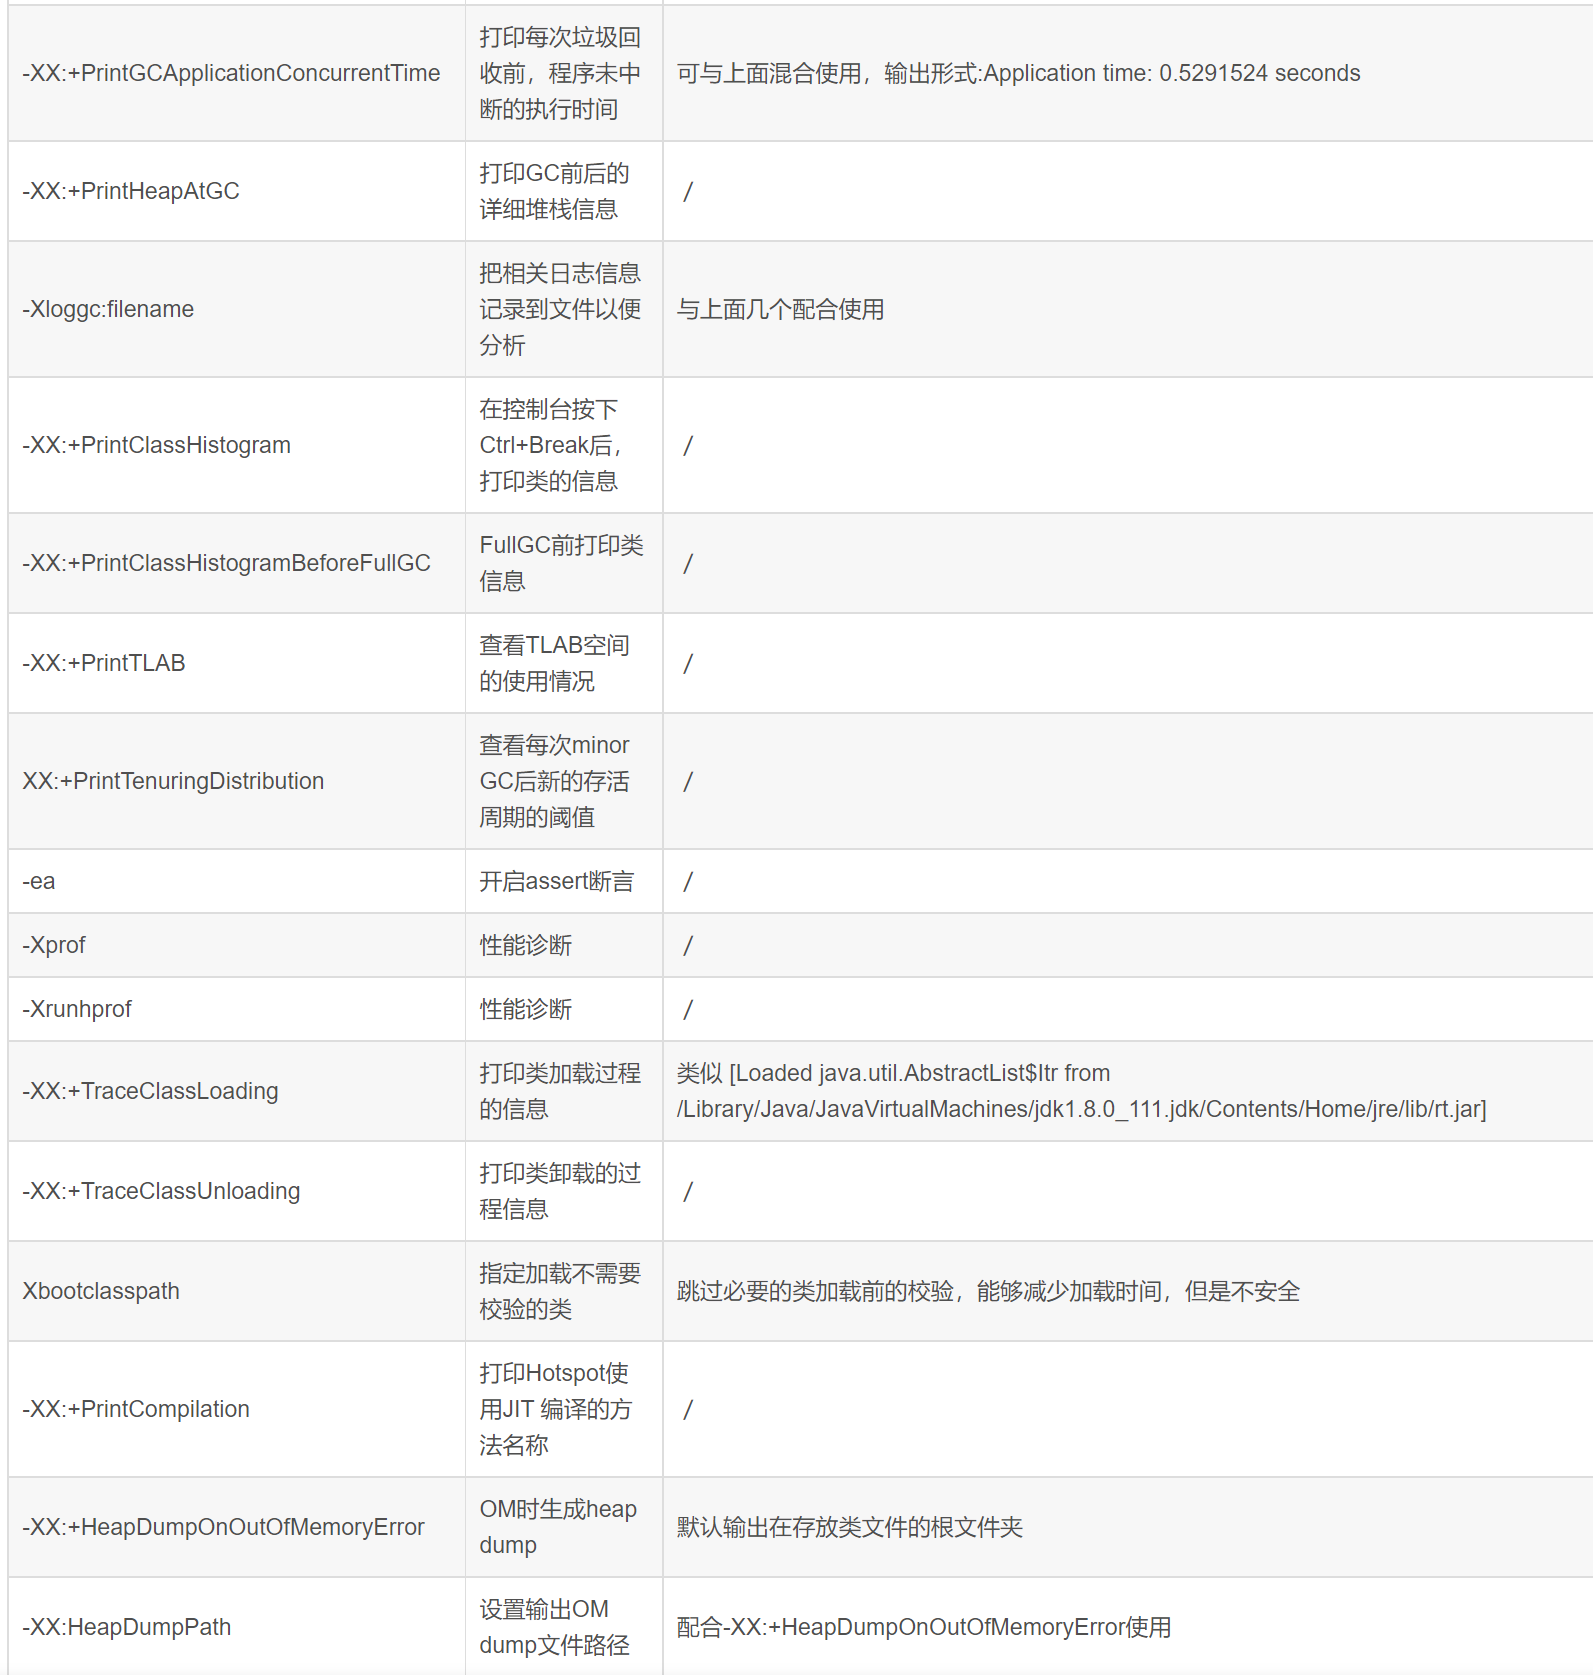 -XX:+PrintGCApplicationConcurrentTime
打印每次垃圾回
收前，程序未中
断的执行时间
可与上面混合使用，输出形式:Application time: 0.5291524 seconds
-XX:+PrintHeapAtGC
打印GC前后的
详细堆栈信息
/
-Xloggc:filename
把相关日志信息
记录到文件以便
分析
与上面几个配合使用
-XX:+PrintClassHistogram
在控制台按下
Ctrl+Break后，
打印类的信息
/
-XX:+PrintClassHistogramBeforeFullGC
FullGC前打印类
信息
/
-XX:+PrintTLAB
查看TLAB空间
的使用情况
/
XX:+PrintTenuringDistribution
查看每次minor
GC后新的存活
周期的阈值
/
-ea
开启assert断言
/
-Xprof
性能诊断
/
-Xrunhprof
性能诊断
/
-XX:+TraceClassLoading
打印类加载过程
的信息
类似 [Loaded java.util.AbstractList$Itr from
/Library/Java/JavaVirtualMachines/jdk1.8.0_111.jdk/Contents/Home/jre/lib/rt.jar]
-XX:+TraceClassUnloading
打印类卸载的过
程信息
/
Xbootclasspath
指定加载不需要
校验的类
跳过必要的类加载前的校验，能够减少加载时间，但是不安全
-XX:+PrintCompilation
打印Hotspot使
用JIT 编译的方
法名称
/
-XX:+HeapDumpOnOutOfMemoryError
OM时生成heap
dump
默认输出在存放类文件的根文件夹
-XX:HeapDumpPath
设置输出OM
dump文件路径
配合-XX:+HeapDumpOnOutOfMemoryError使用